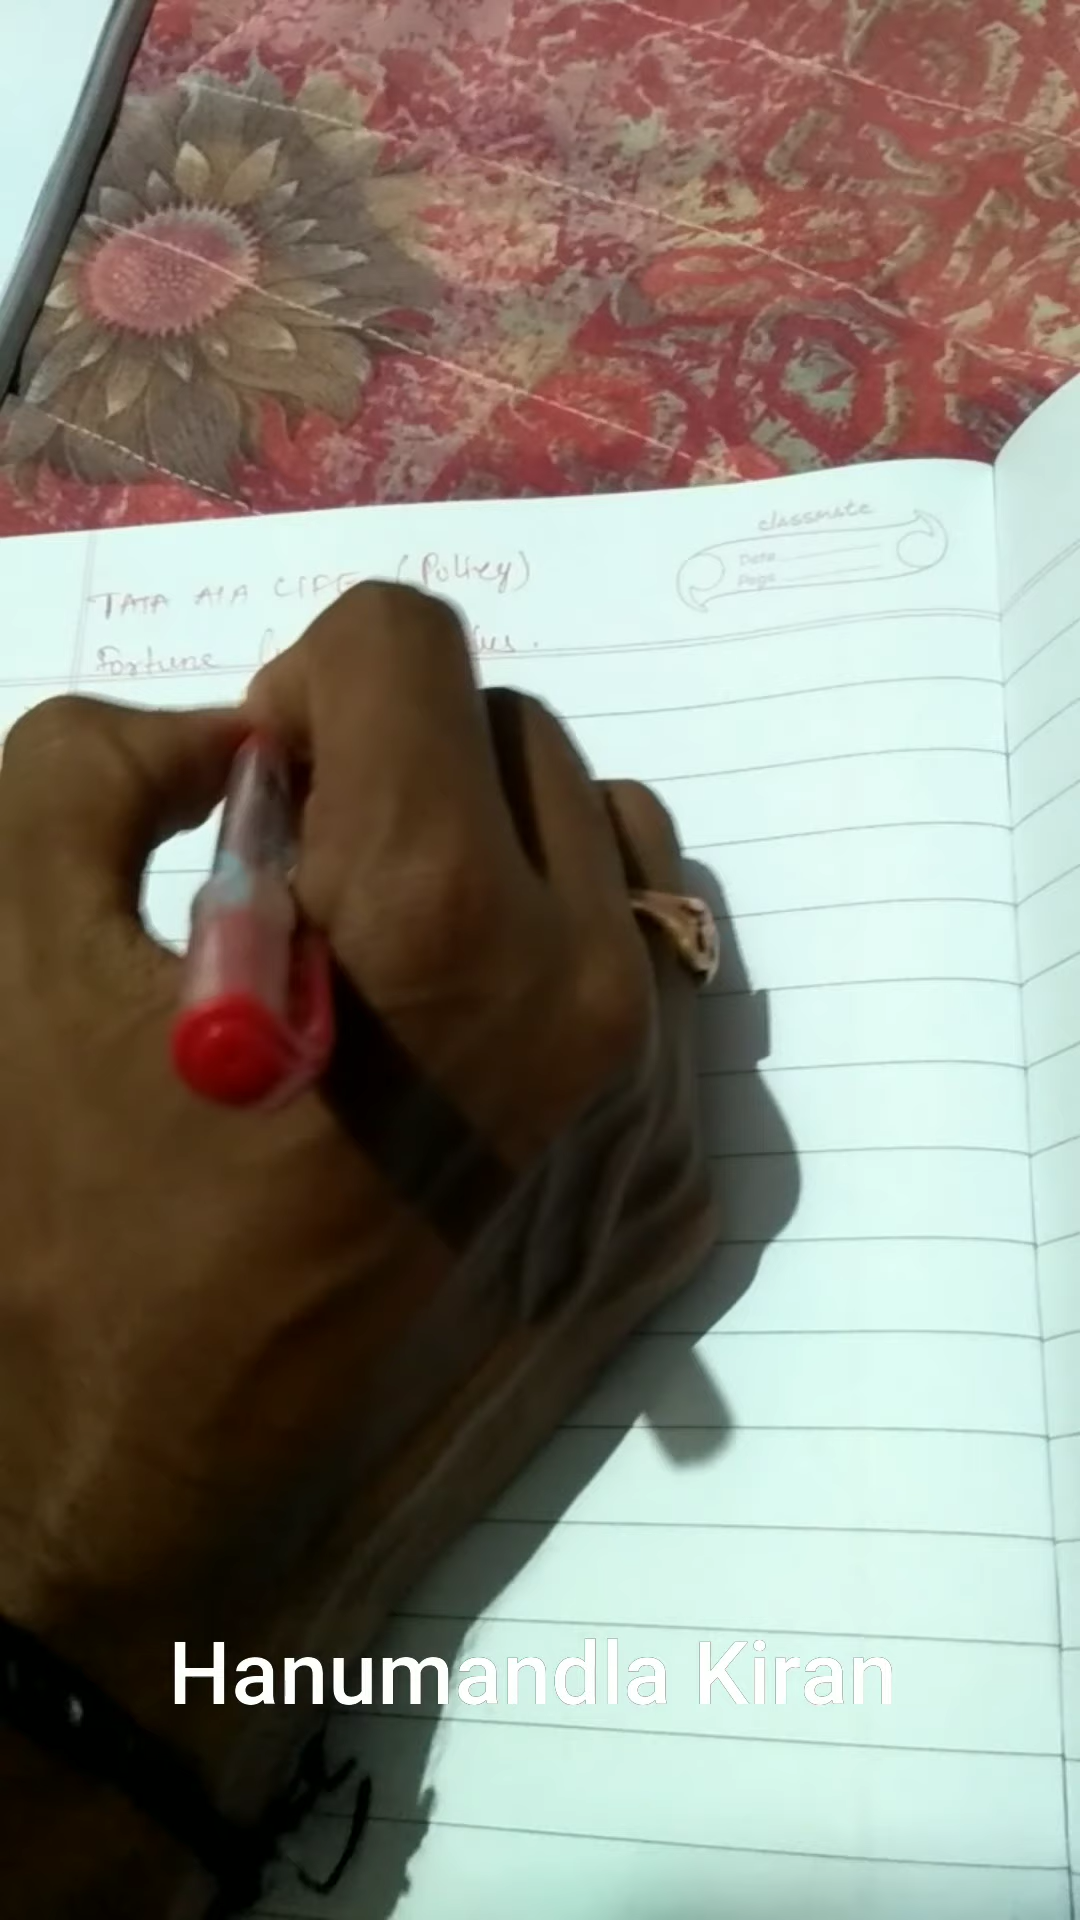 classmate
Date
Page
TATA AIA LIFE (Policy)
Fortune
Hanumandla Kiran